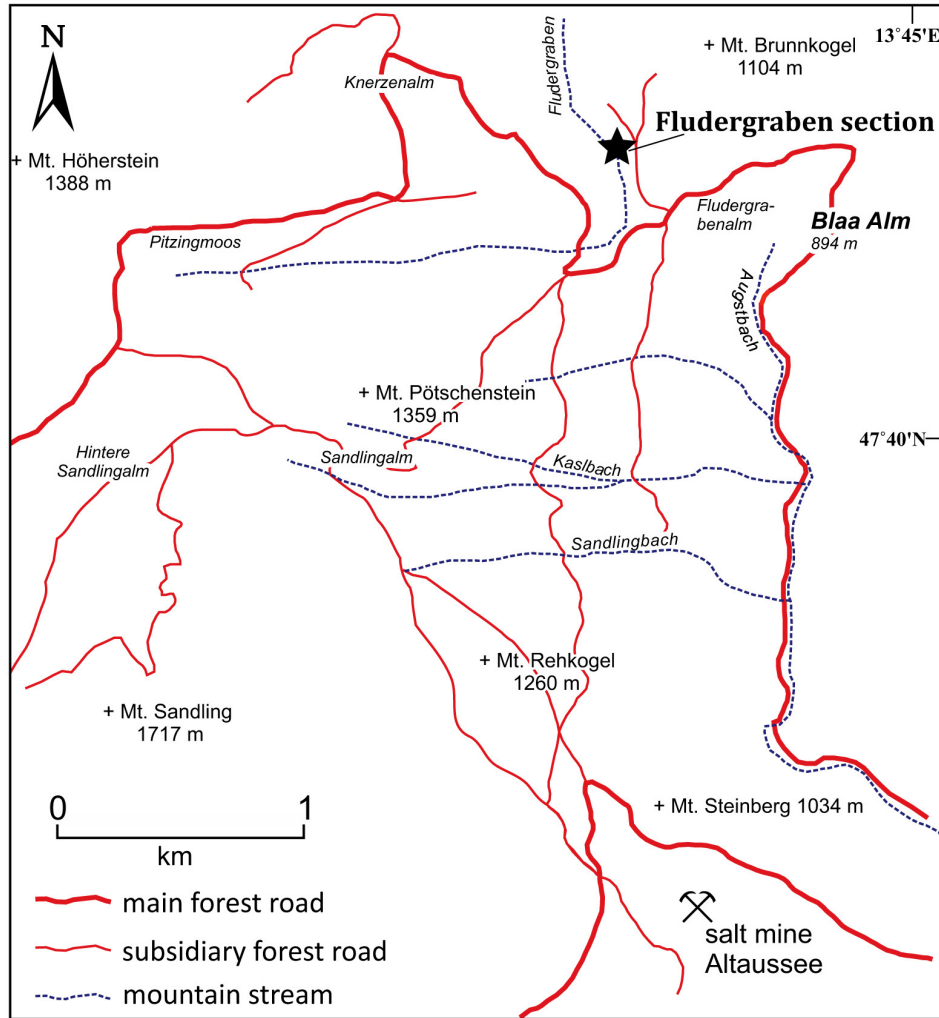 N
13°45'E
+ Mt. Brunnkogel
1104 m
Knerzenalm
Fludergraben
Fludergraben section
+ Mt. Höherstein
1388 m
Fludergra-
benalm
Blaa Alm
894 m
Pitzingmoos
Augstbach
+ Mt. Pötschenstein
1359 m
47°40'N
Hintere
Sandlingalm
Sandlingalm
Kaslbach
Sandlingbach
+ Mt. Rehkogel
1260 m
+ Mt. Sandling
1717 m
0 1
km
+ Mt. Steinberg 1034 m
main forest road
subsidiary forest road
mountain stream
salt mine
Altaussee